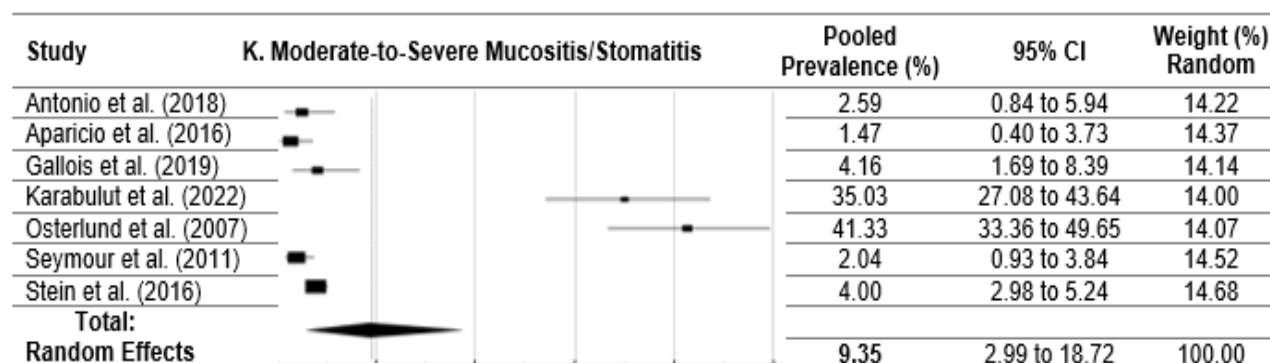 Study K. Moderate-to-Severe Mucositis/Stomatitis Pooled Prevalence (%) 95% CI Weight (%) Random
Antonio et al. (2018) 2.59 0.84 to 5.94 14.22
Aparicio et al. (2016) 1.47 0.40 to 3.73 14.37
Gallois et al. (2019) 4.16 1.69 to 8.39 14.14
Karabulut et al. (2022) 35.03 27.08 to 43.64 14.00
Osterlund et al. (2007) 41.33 33.36 to 49.65 14.07
Seymour et al. (2011) 2.04 0.93 to 3.84 14.52
Stein et al. (2016) 4.00 2.98 to 5.24 14.68
Total:
Random Effects 9.35 2.99 to 18.72 100.00